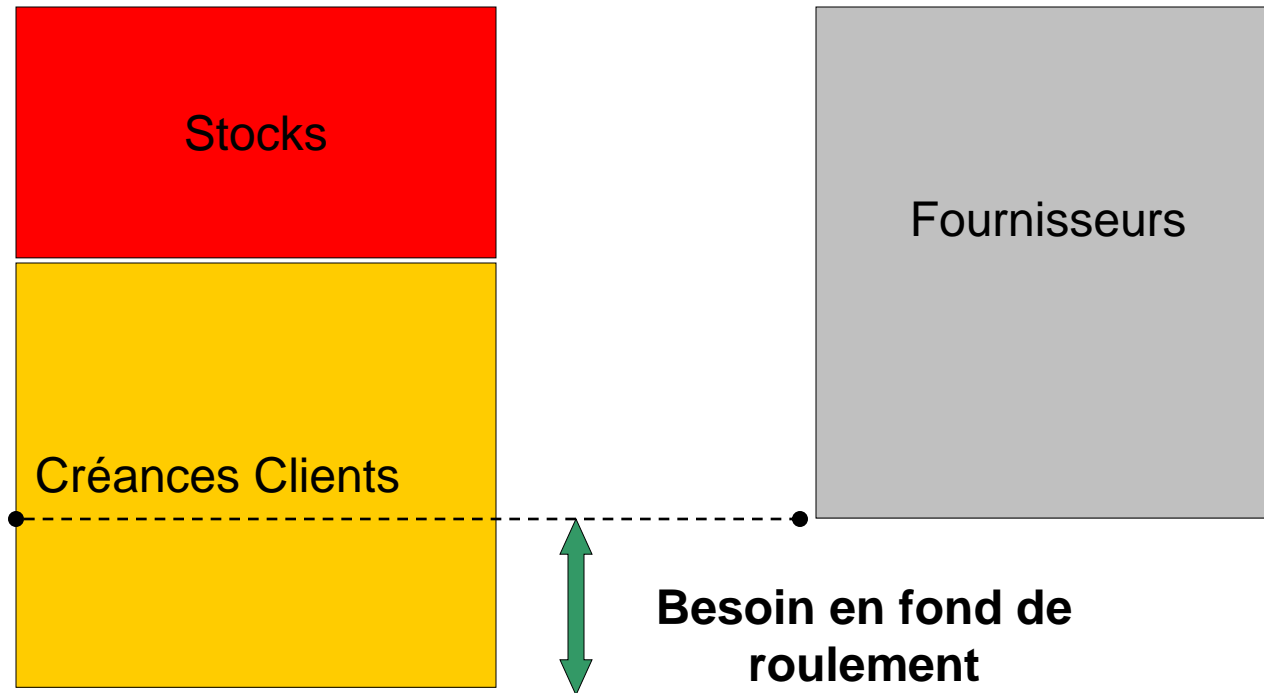 Stocks
Fournisseurs
Créances Clients
Besoin en fond de
roulement